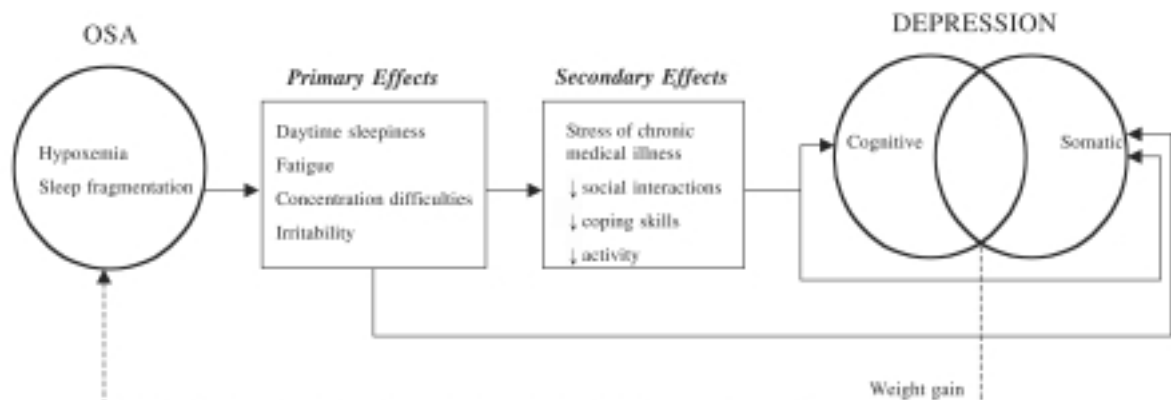 OSA
Hypoxemia
Sleep fragmentation
Primary Effects
Daytime sleepiness
Fatigue
Concentration difficulties
Irritability
Secondary Effects
Stress of chronic
medical illness
↓ social interactions
↓ coping skills
↓ activity
DEPRESSION
Cognitive
Somatic
Weight gain